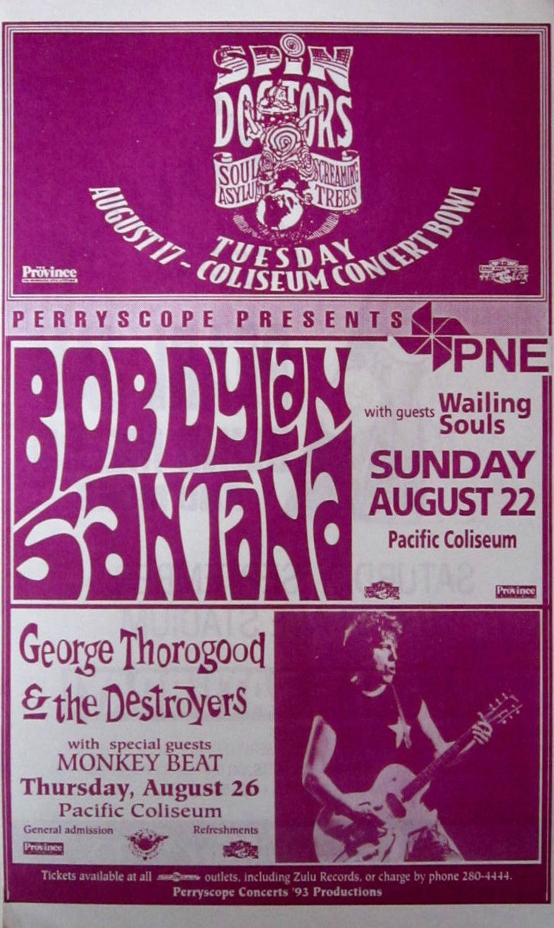 SPIN
DOCTORS
SOUL ASYLUM
SCREAMING TREES
TUESDAY
AUGUST 17 - COLISEUM CONCERT BOWL
The Province
PERRYSCOPE PRESENTS
PNE
BOB DYLAN
SANTANA
with guests Wailing Souls
SUNDAY
AUGUST 22
Pacific Coliseum
The Province
George Thorogood
& the Destroyers
with special guests
MONKEY BEAT
Thursday, August 26
Pacific Coliseum
General admission
Refreshments
The Province
Tickets available at all outlets, including Zulu Records, or charge by phone 280-4444.
Perryscope Concerts '93 Productions